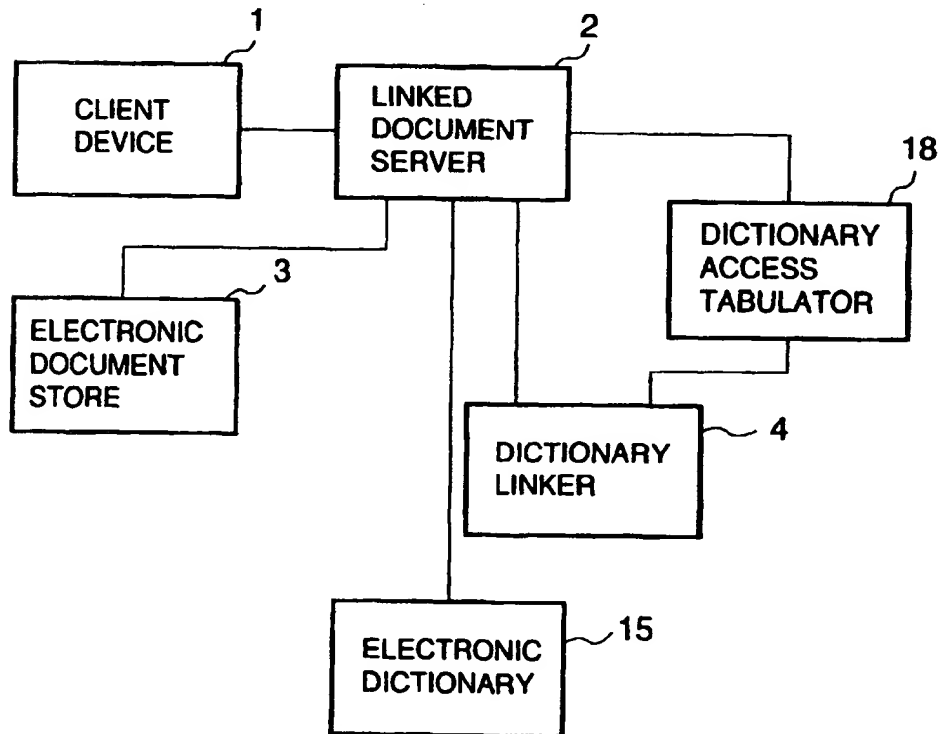 1
CLIENT
DEVICE
2
LINKED
DOCUMENT
SERVER
18
DICTIONARY
ACCESS
TABULATOR
3
ELECTRONIC
DOCUMENT
STORE
4
DICTIONARY
LINKER
15
ELECTRONIC
DICTIONARY